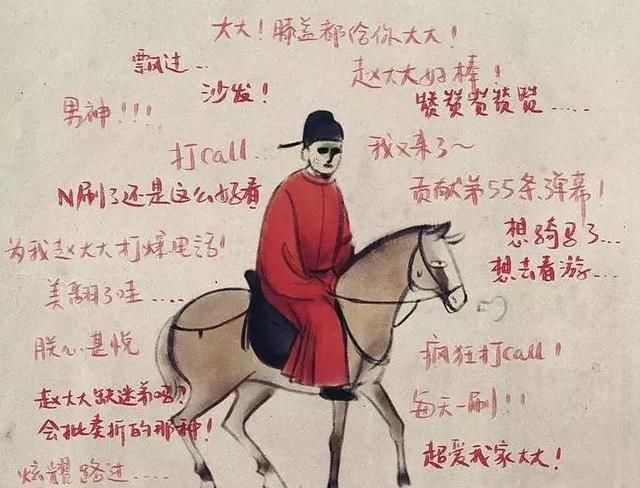 大大！膝盖都给你大大！
飘过…
赵大大好棒！
沙发！
赞赞赞赞赞……
男神！！！
打call…
我又来了～
N刷了还是这么好看
贡献第55条弹幕！
为我赵大大打爆电话！
想骑马了…
想去看游…
美翻了哇……
朕心甚悦
疯狂打call！
赵大大缺迷弟吗？
会批奏折的那种！
每天一刷！！
超爱我家大大！
炫耀路过……